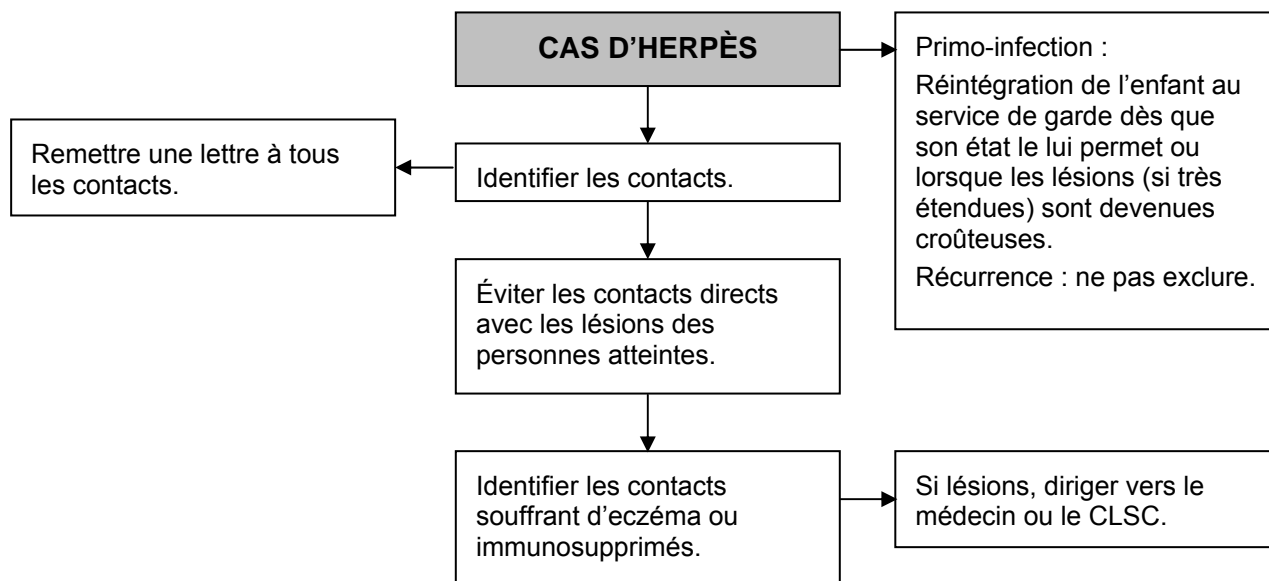 CAS D’HERPÈS
Primo-infection :
Réintégration de l’enfant au
service de garde dès que
son état le lui permet ou
lorsque les lésions (si très
étendues) sont devenues
croûteuses.
Récurrence : ne pas exclure.
Remettre une lettre à tous
les contacts.
Identifier les contacts.
Éviter les contacts directs
avec les lésions des
personnes atteintes.
Identifier les contacts
souffrant d’eczéma ou
immunosupprimés.
Si lésions, diriger vers le
médecin ou le CLSC.